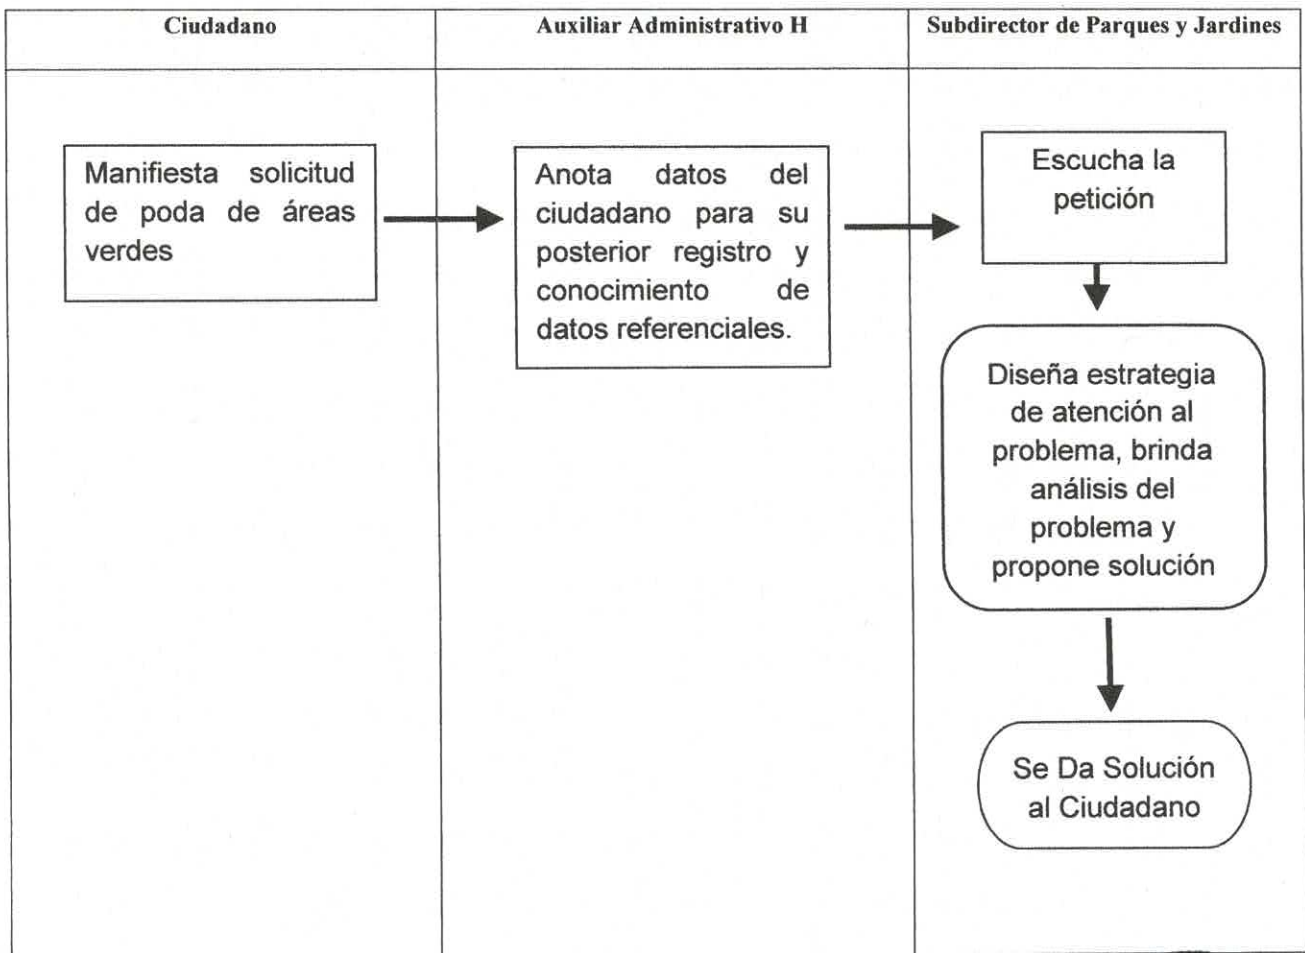 Ciudadano
Auxiliar Administrativo H
Subdirector de Parques y Jardines
Manifiesta solicitud
de poda de áreas
verdes
Anota datos del
ciudadano para su
posterior registro y
conocimiento de
datos referenciales.
Escucha la
petición
Diseña estrategia
de atención al
problema, brinda
análisis del
problema y
propone solución
Se Da Solución
al Ciudadano